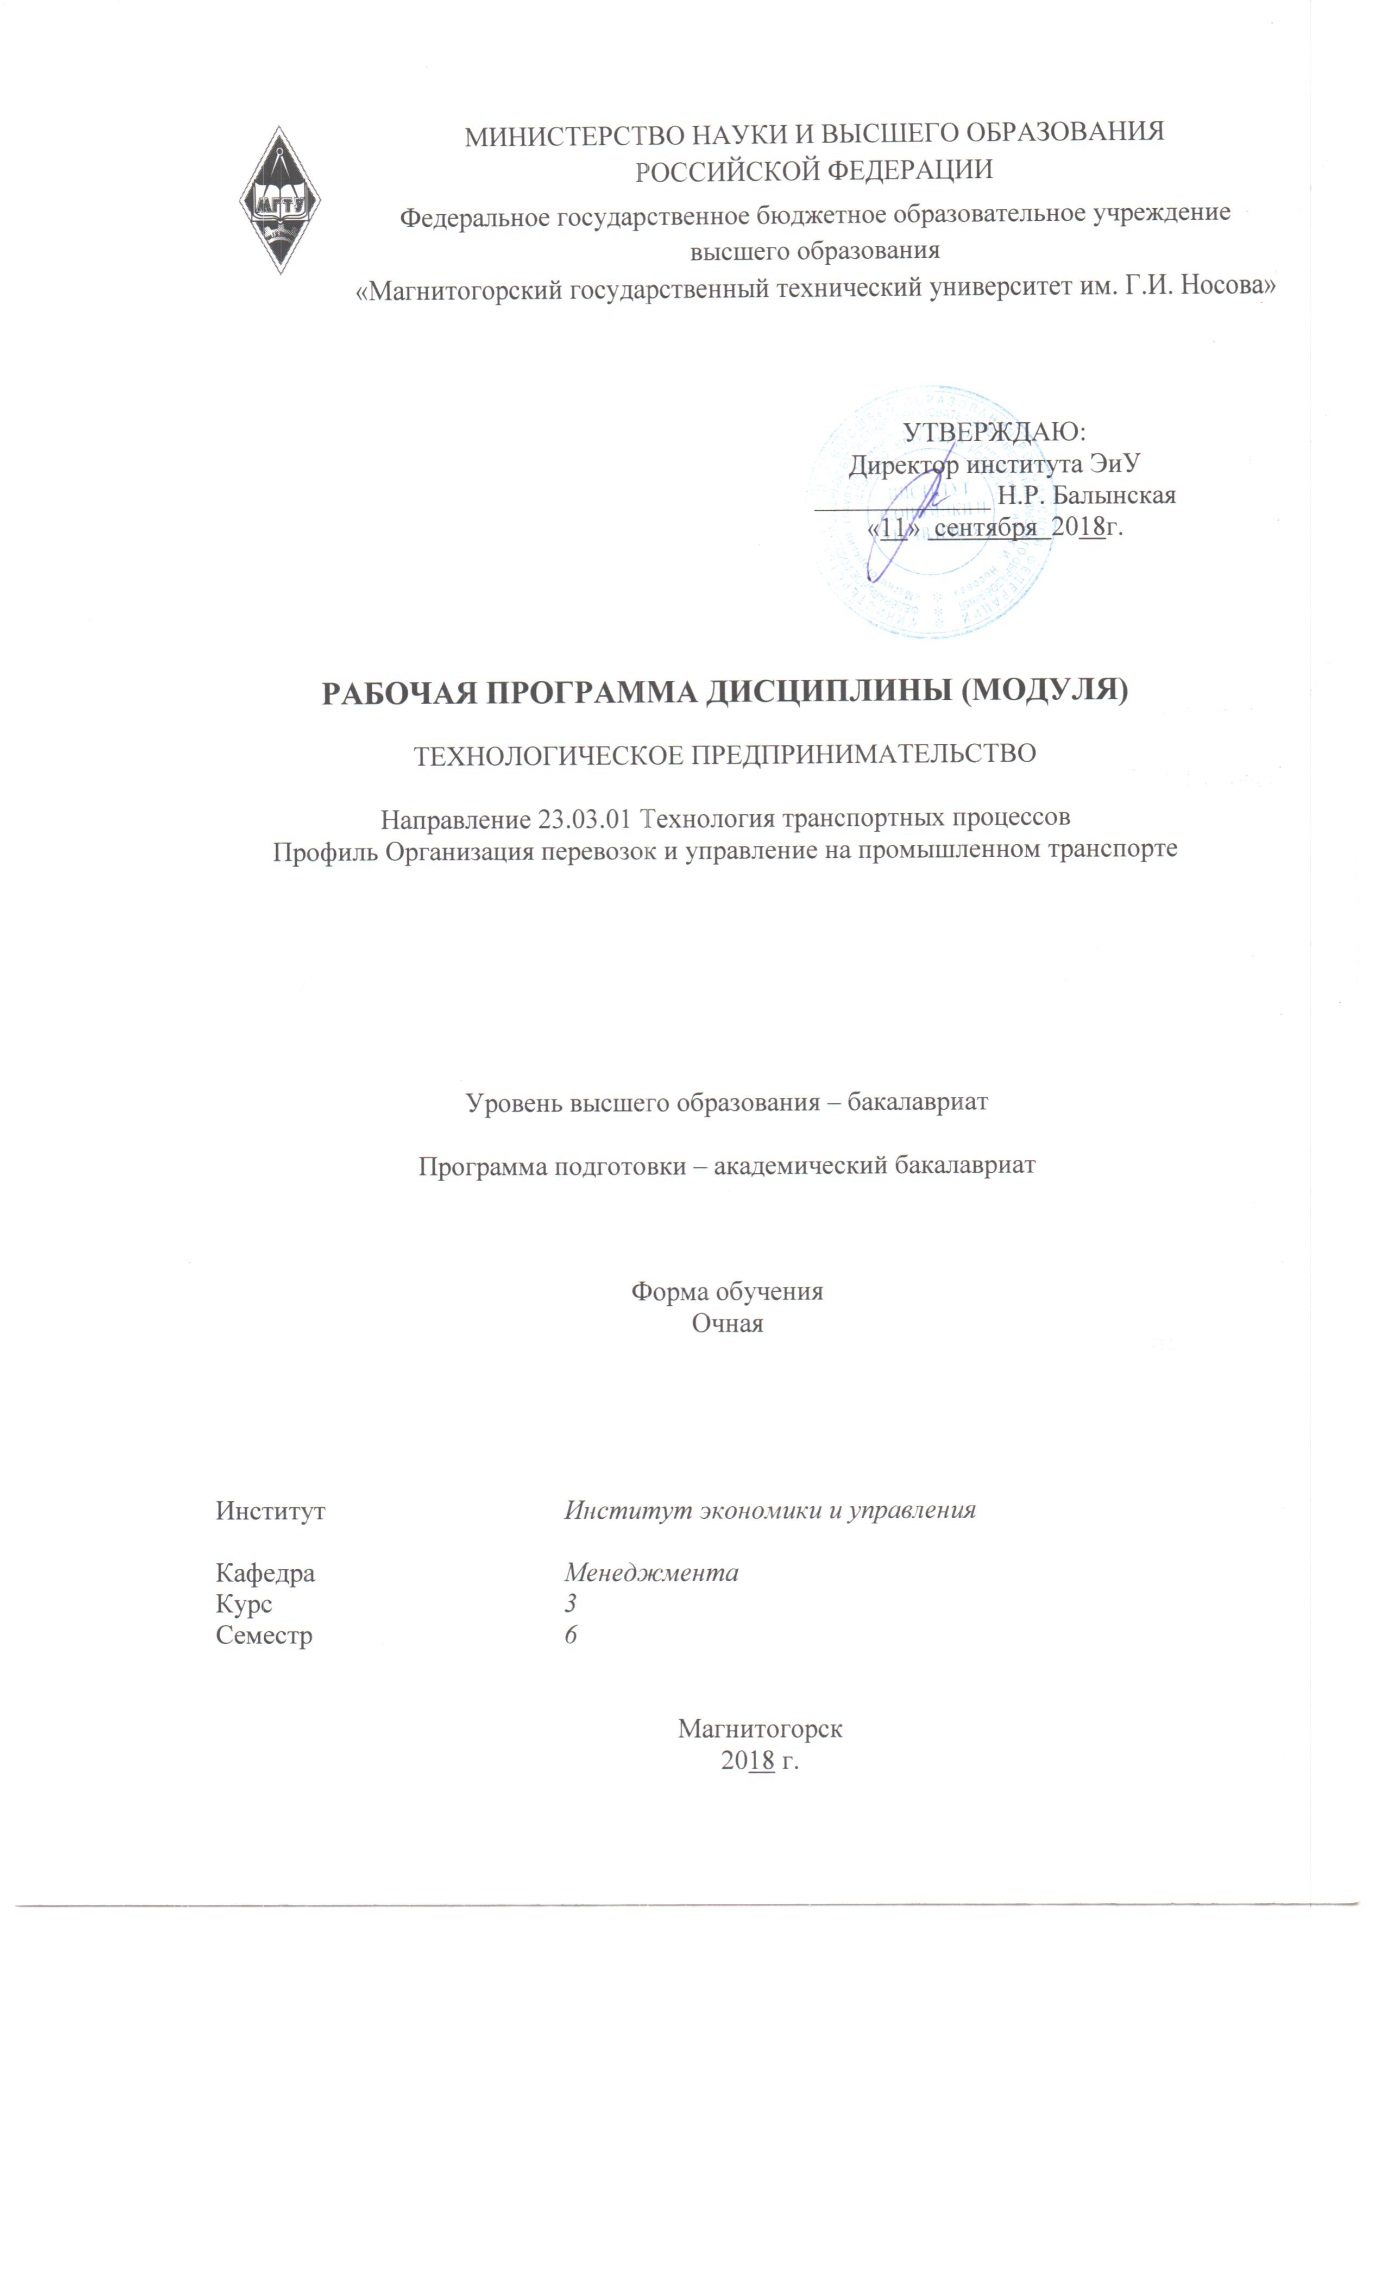 МИНИСТЕРСТВО НАУКИ И ВЫСШЕГО ОБРАЗОВАНИЯ
РОССИЙСКОЙ ФЕДЕРАЦИИ
Федеральное государственное бюджетное образовательное учреждение
высшего образования
«Магнитогорский государственный технический университет им. Г.И. Носова»
МГТУ
УТВЕРЖДАЮ:
Директор института ЭиУ
_____________ Н.Р. Балынская
«11» сентября 2018г.
РАБОЧАЯ ПРОГРАММА ДИСЦИПЛИНЫ (МОДУЛЯ)
ТЕХНОЛОГИЧЕСКОЕ ПРЕДПРИНИМАТЕЛЬСТВО
Направление 23.03.01 Технология транспортных процессов
Профиль Организация перевозок и управление на промышленном транспорте
Уровень высшего образования – бакалавриат
Программа подготовки – академический бакалавриат
Форма обучения
Очная
Институт Институт экономики и управления
Кафедра Менеджмента
Курс 3
Семестр 6
Магнитогорск
2018 г.